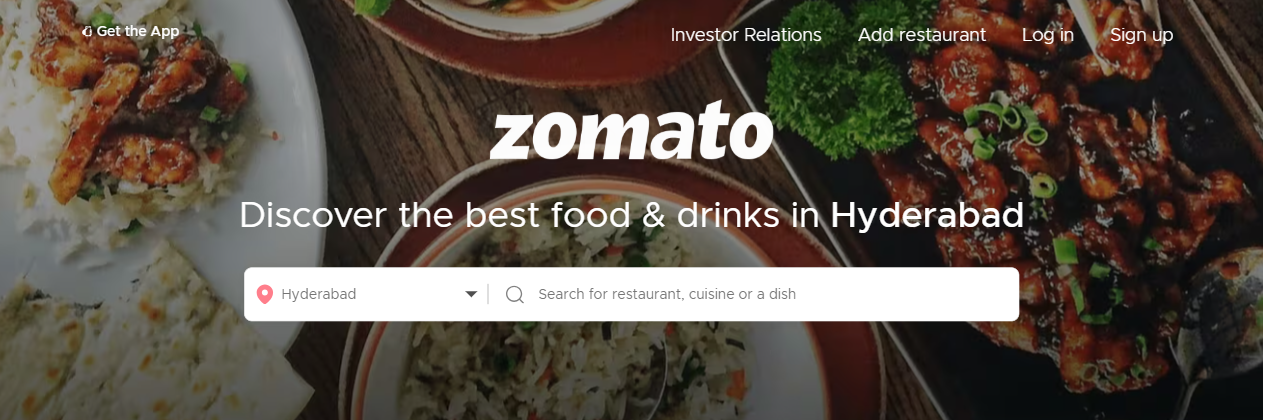 Get the App
Investor Relations
Add restaurant
Log in
Sign up
zomato
Discover the best food & drinks in Hyderabad
Hyderabad
Search for restaurant, cuisine or a dish